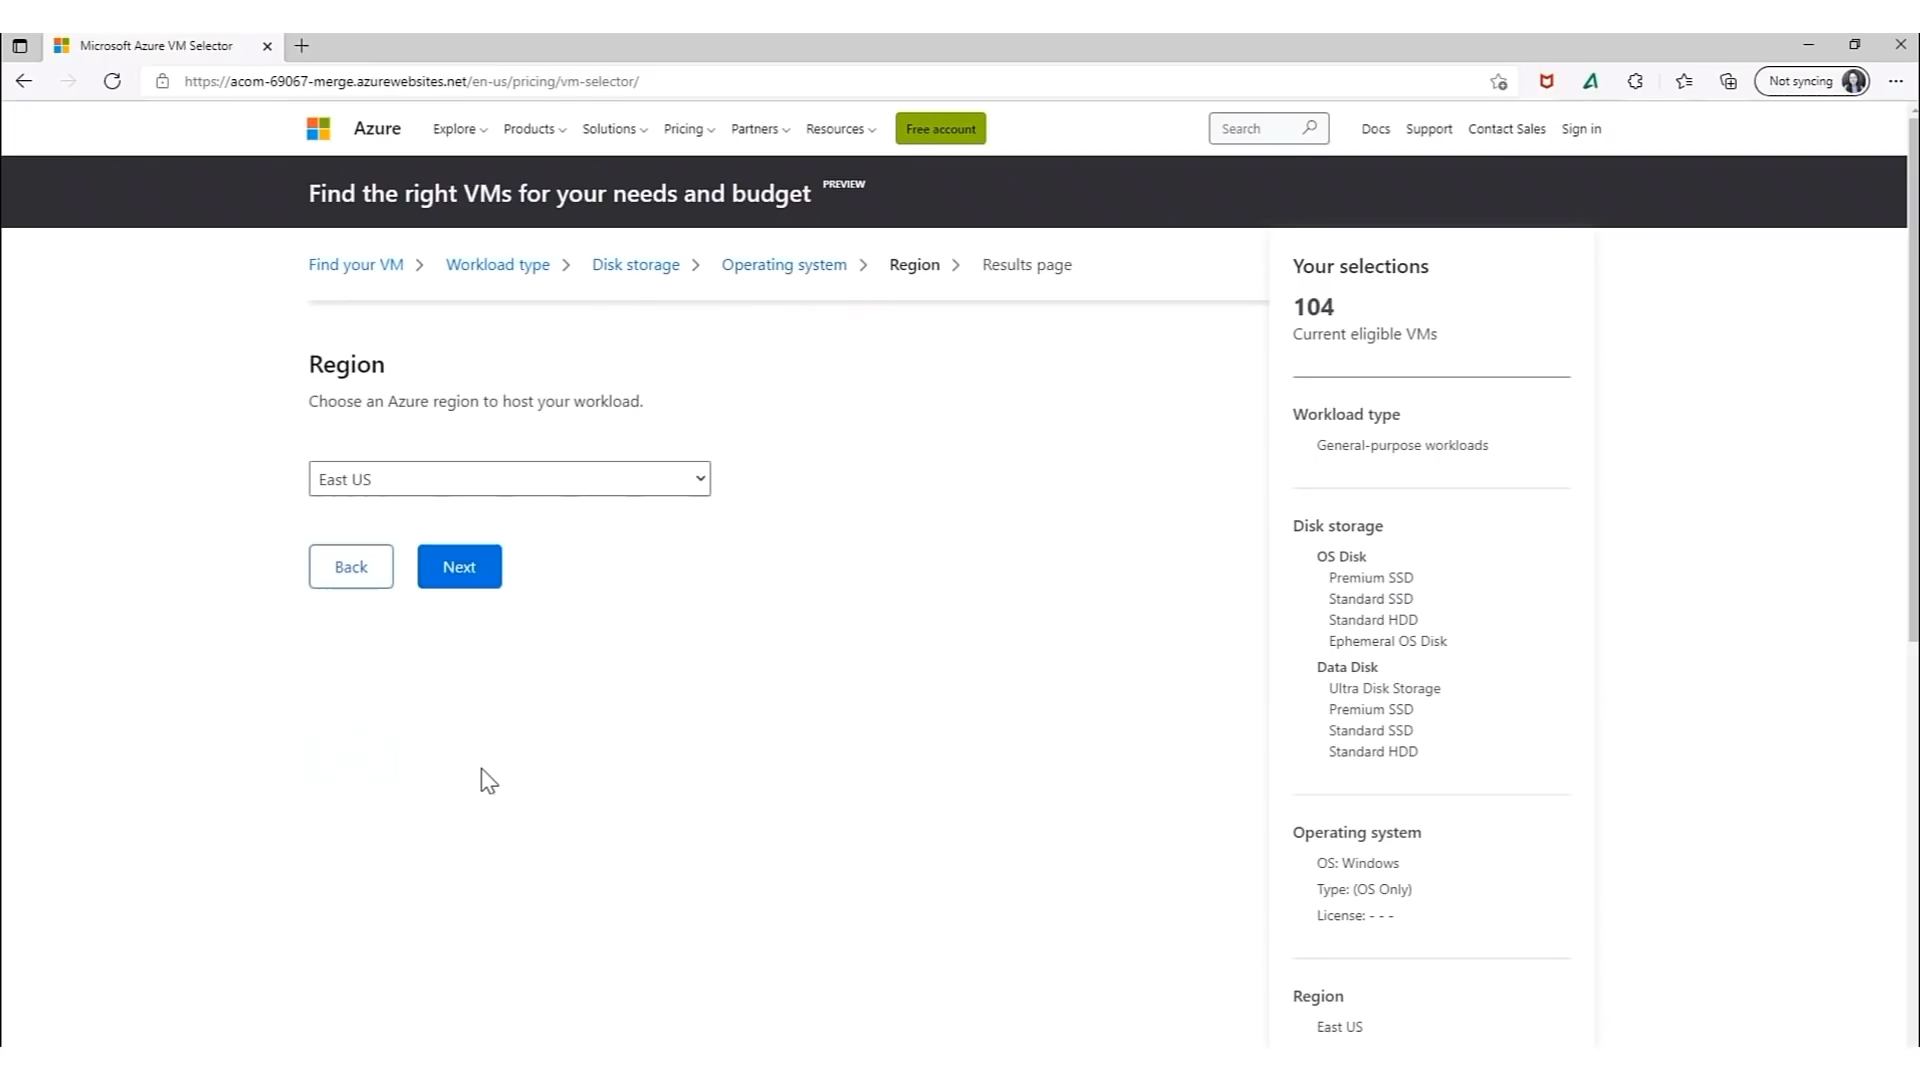 Microsoft Azure VM Selector
https://acom-69067-merge.azurewebsites.net/en-us/pricing/vm-selector/
Not syncing
Azure Explore Products Solutions Pricing Partners Resources Free account Search Docs Support Contact Sales Sign in
Find the right VMs for your needs and budget PREVIEW
Find your VM > Workload type > Disk storage > Operating system > Region > Results page
Region
Choose an Azure region to host your workload.
East US
Back Next
Your selections
104
Current eligible VMs
Workload type
General-purpose workloads
Disk storage
OS Disk
Premium SSD
Standard SSD
Standard HDD
Ephemeral OS Disk
Data Disk
Ultra Disk Storage
Premium SSD
Standard SSD
Standard HDD
Operating system
OS: Windows
Type: (OS Only)
License: - - -
Region
East US